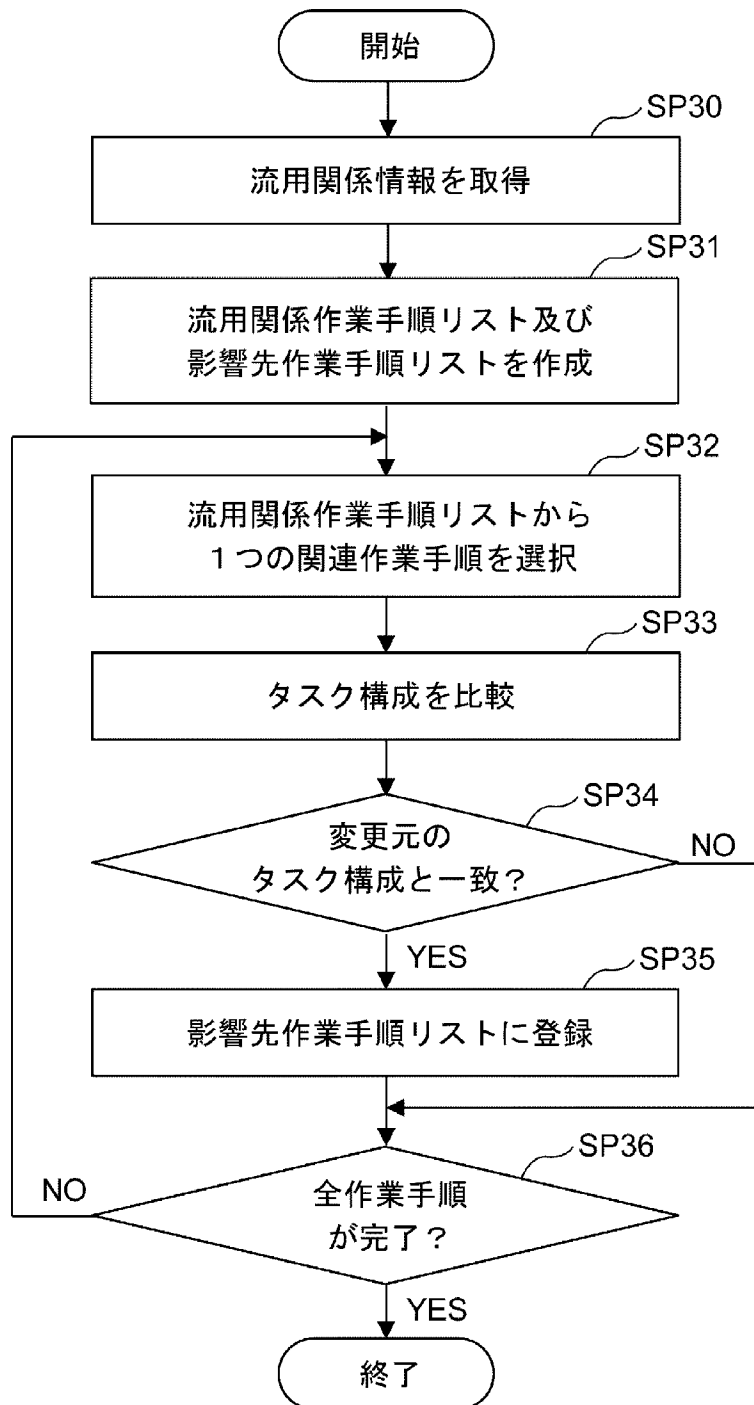 開始
SP30
流用関係情報を取得
SP31
流用関係作業手順リスト及び
影響先作業手順リストを作成
SP32
流用関係作業手順リストから
１つの関連作業手順を選択
SP33
タスク構成を比較
SP34
変更元の
タスク構成と一致？
NO
YES
SP35
影響先作業手順リストに登録
SP36
NO
全作業手順
が完了？
YES
終了